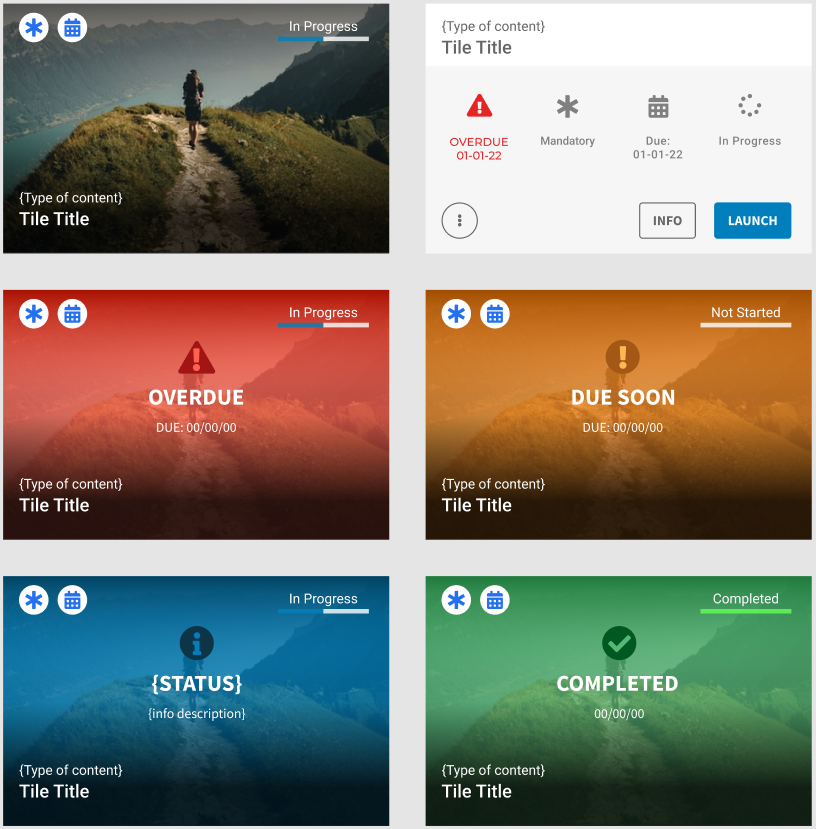 In Progress
{Type of content}
Tile Title
{Type of content}
Tile Title
OVERDUE
01-01-22
Mandatory
Due:
01-01-22
In Progress
INFO
LAUNCH
In Progress
OVERDUE
DUE: 00/00/00
{Type of content}
Tile Title
Not Started
DUE SOON
DUE: 00/00/00
{Type of content}
Tile Title
In Progress
{STATUS}
{info description}
{Type of content}
Tile Title
Completed
COMPLETED
00/00/00
{Type of content}
Tile Title